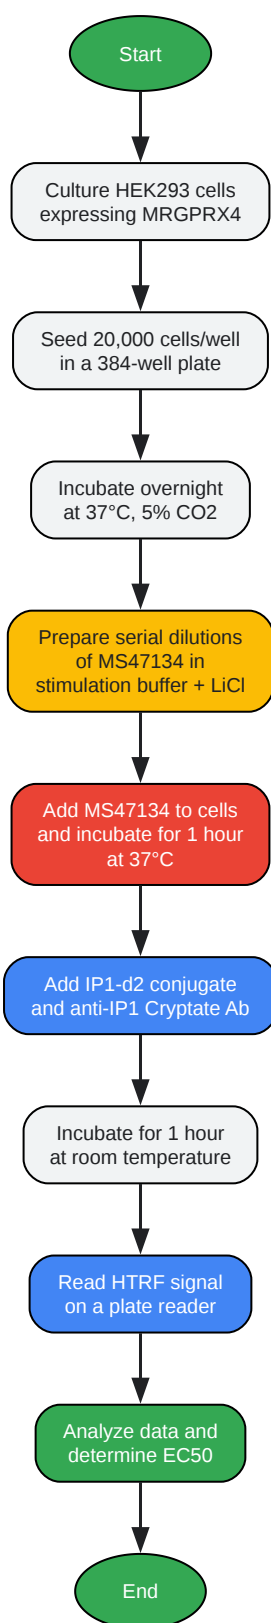 Start
Culture HEK293 cells
expressing MRGPRX4
Seed 20,000 cells/well
in a 384-well plate
Incubate overnight
at 37°C, 5% CO2
Prepare serial dilutions
of MS47134 in
stimulation buffer + LiCl
Add MS47134 to cells
and incubate for 1 hour
at 37°C
Add IP1-d2 conjugate
and anti-IP1 Cryptate Ab
Incubate for 1 hour
at room temperature
Read HTRF signal
on a plate reader
Analyze data and
determine EC50
End